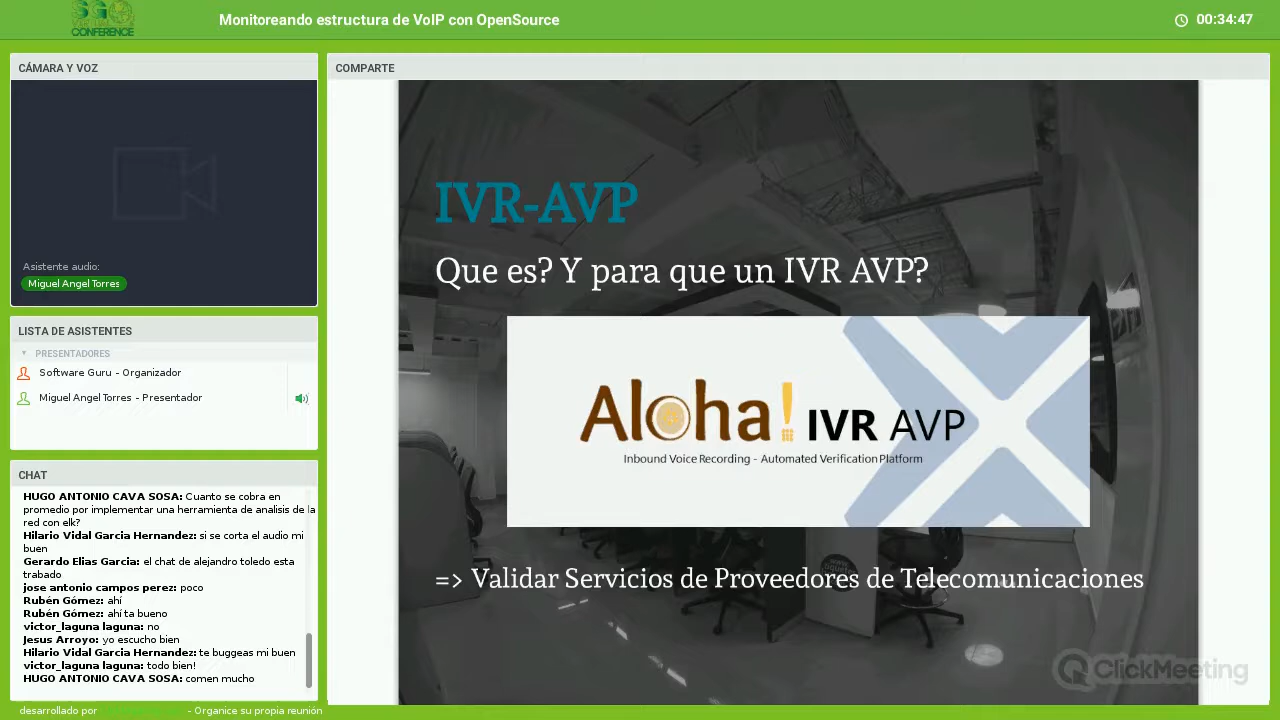 SGO
CONFERENCE
Monitoreando estructura de VoIP con OpenSource
00:34:47
CÁMARA Y VOZ
Asistente audio:
Miguel Angel Torres
LISTA DE ASISTENTES
PRESENTADORES
Software Guru - Organizador
Miguel Angel Torres - Presentador
CHAT
HUGO ANTONIO CAVA SOSA: Cuanto se cobra en
promedio por implementar una herramienta de analisis de la
red con elk?
Hilario Vidal Garcia Hernandez: si se corta el audio mi
buen
Gerardo Elias Garcia: el chat de alejandro toledo esta
trabado
jose antonio campos perez: poco
Rubén Gómez: ahí
Rubén Gómez: ahí ta bueno
victor_laguna laguna: no
Jesus Arroyo: yo escucho bien
Hilario Vidal Garcia Hernandez: te buggeas mi buen
victor_laguna laguna: todo bien!
HUGO ANTONIO CAVA SOSA: comen mucho
desarrollado por - Organice su propia reunión
COMPARTE
IVR-AVP
Que es? Y para que un IVR AVP?
Aloha! IVR AVP
Inbound Voice Recording - Automated Verification Platform
=> Validar Servicios de Proveedores de Telecomunicaciones
ClickMeeting